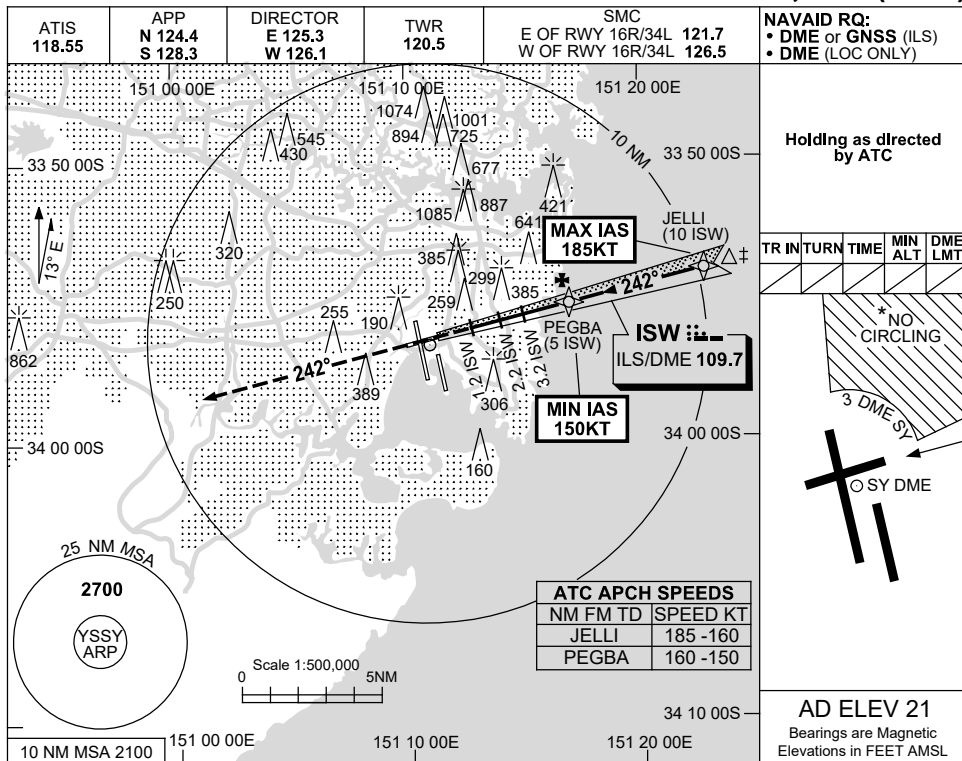 ATIS
118.55
APP
N 124.4
S 128.3
DIRECTOR
E 125.3
W 126.1
TWR
120.5
SMC
E OF RWY 16R/34L 121.7
W OF RWY 16R/34L 126.5
NAVAID RQ:
• DME or GNSS (ILS)
• DME (LOC ONLY)
151 00 00E
151 10 00E
151 20 00E
1074
1001
894
725
545
430
677
10 NM
33 50 00S
33 50 00S
Holding as directed
by ATC
1085
887
421
641
JELLI
(10 ISW)
MAX IAS
185KT
13° E
320
385
299
‡
TR IN
TURN
TIME
MIN
ALT
DME
LMT
250
259
385
242°
190
255
862
PEGBA
(5 ISW)
ISW
ILS/DME 109.7
*NO
CIRCLING
242°
389
1.2 ISW
2.2 ISW
3.2 ISW
306
MIN IAS
150KT
3 DME SY
34 00 00S
34 00 00S
160
SY DME
25 NM MSA
2700
YSSY
ARP
ATC APCH SPEEDS
NM FM TD
SPEED KT
JELLI
185 -160
PEGBA
160 -150
Scale 1:500,000
0
5NM
34 10 00S
AD ELEV 21
Bearings are Magnetic
Elevations in FEET AMSL
10 NM MSA 2100
151 00 00E
151 10 00E
151 20 00E